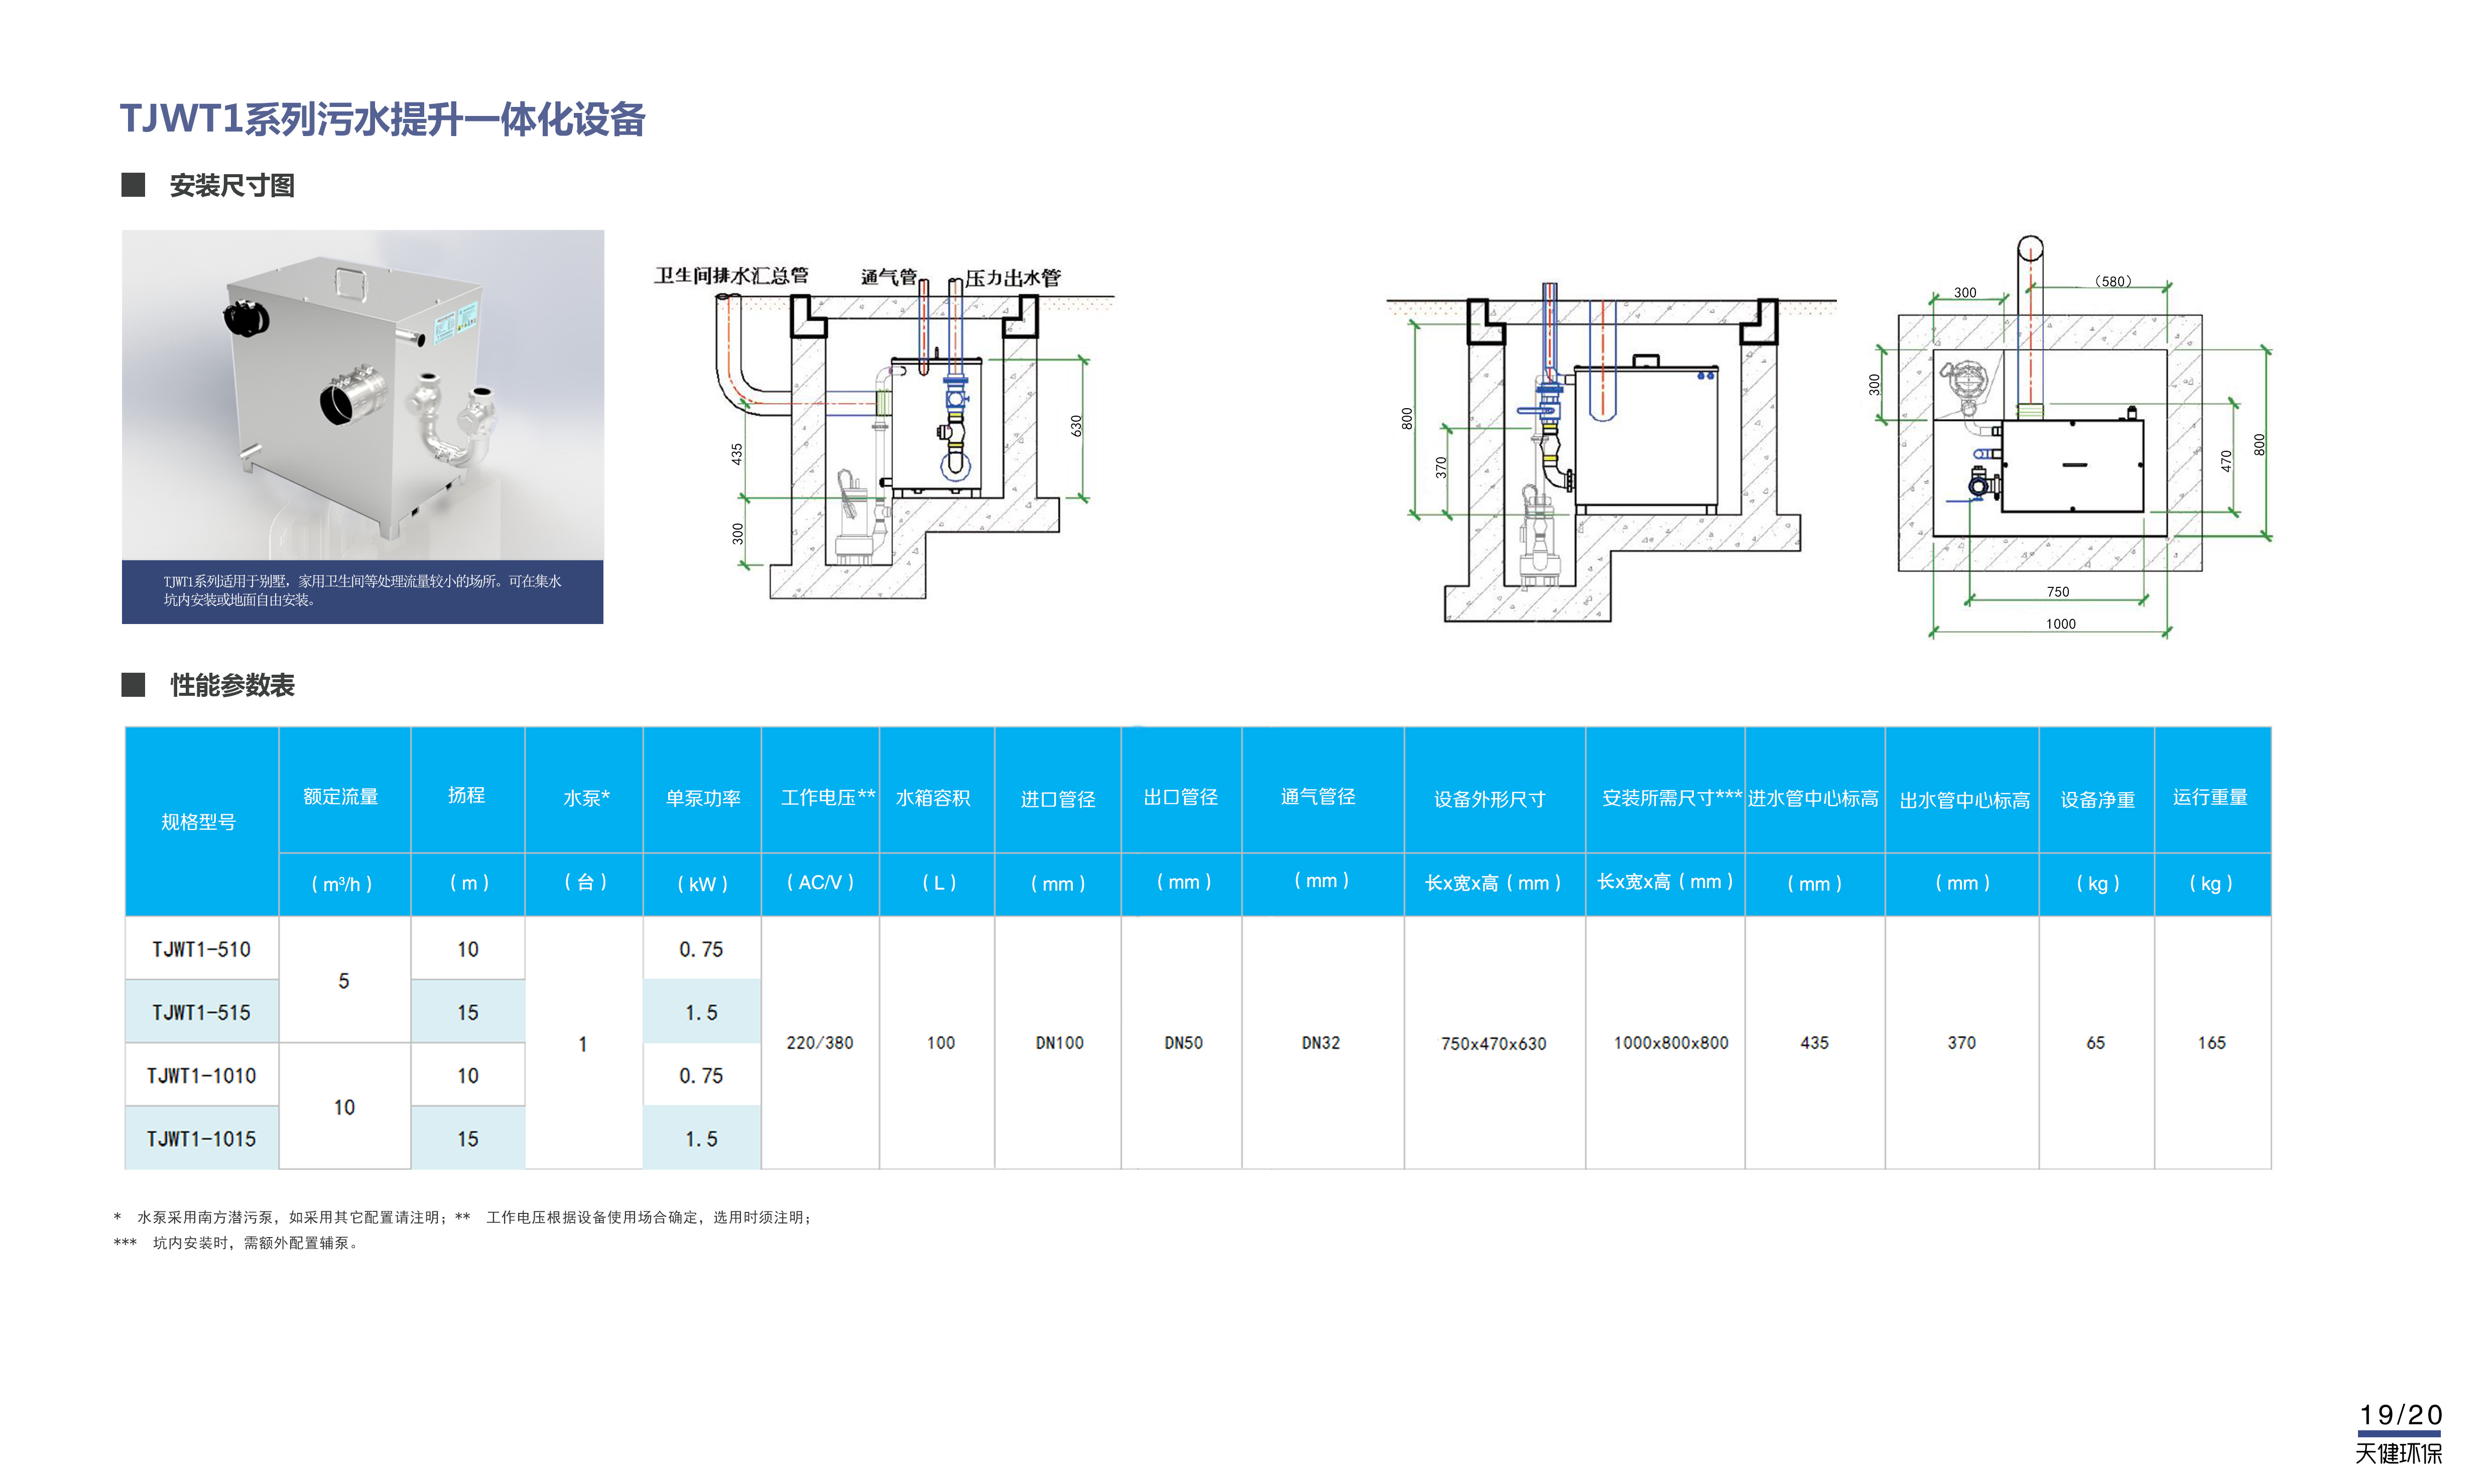 TJWT1系列污水提升一体化设备
安装尺寸图
TJWT1系列适用于别墅，家用卫生间等处理流量较小的场所。可在集水
坑内安装或地面自由安装。
卫生间排水汇总管 通气管 压力出水管
435
300
630
800
370
300
（580）
300
470
800
750
1000
性能参数表
规格型号 额定流量 扬程 水泵* 单泵功率 工作电压** 水箱容积 进口管径 出口管径 通气管径 设备外形尺寸 安装所需尺寸*** 进水管中心标高 出水管中心标高 设备净重 运行重量
（m³/h） （m） （台） （kW） （AC/V） （L） （mm） （mm） （mm） 长x宽x高（mm） 长x宽x高（mm） （mm） （mm） （kg） （kg）
TJWT1-510 5 10 1 0.75 220/380 100 DN100 DN50 DN32 750x470x630 1000x800x800 435 370 65 165
TJWT1-515 15 1.5
TJWT1-1010 10 10 0.75
TJWT1-1015 15 1.5
* 水泵采用南方潜污泵，如采用其它配置请注明；** 工作电压根据设备使用场合确定，选用时须注明；
*** 坑内安装时，需额外配置辅泵。
19/20
天健环保